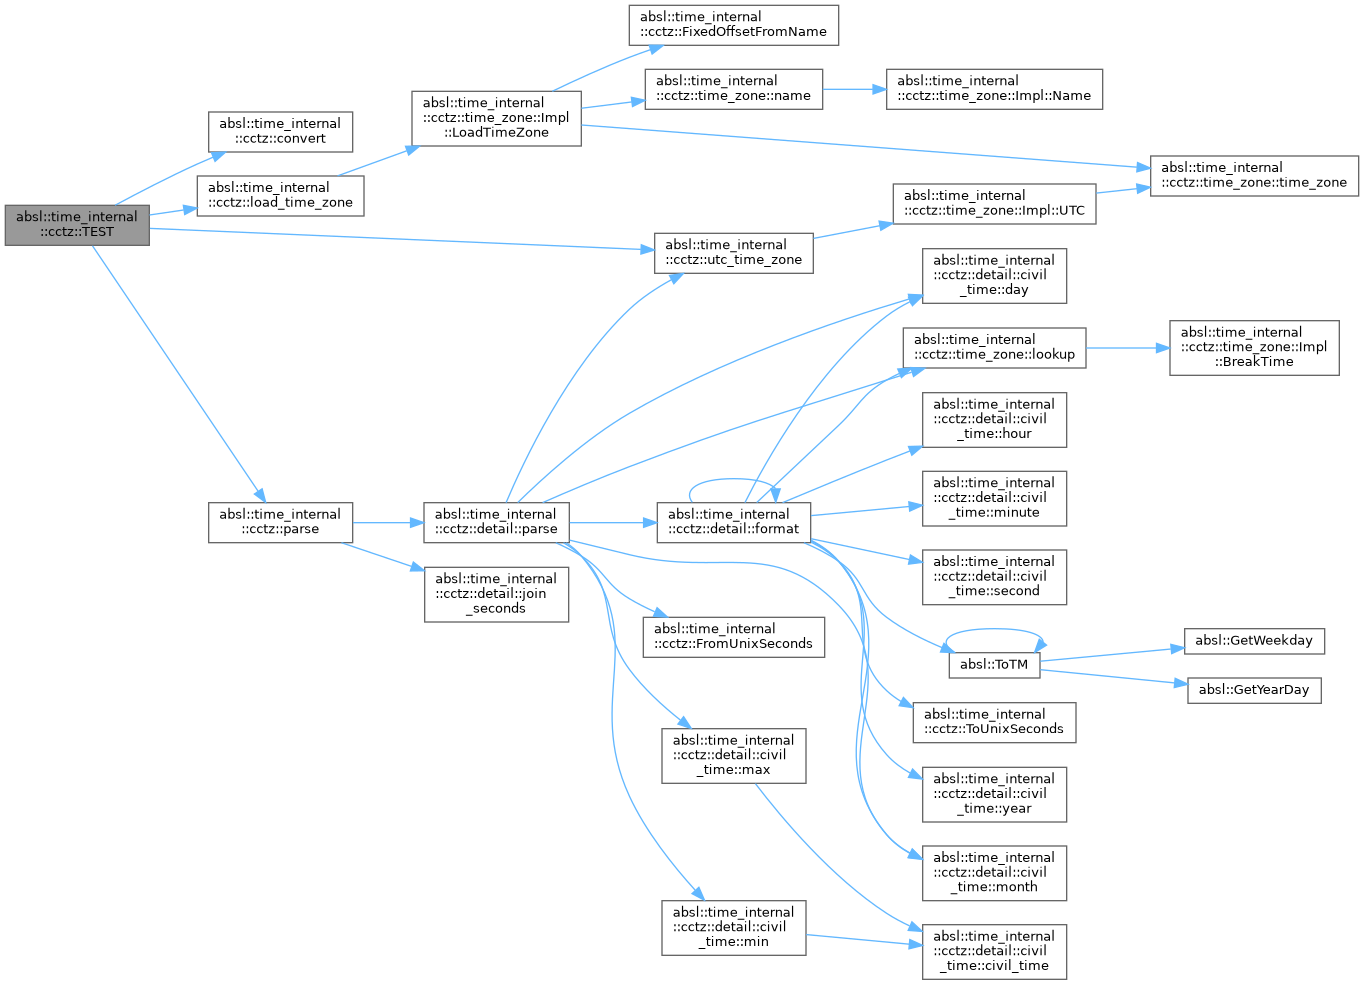 absl::time_internal
::cctz::TEST
absl::time_internal
::cctz::convert
absl::time_internal
::cctz::load_time_zone
absl::time_internal
::cctz::time_zone::Impl
::LoadTimeZone
absl::time_internal
::cctz::FixedOffsetFromName
absl::time_internal
::cctz::time_zone::name
absl::time_internal
::cctz::time_zone::Impl::Name
absl::time_internal
::cctz::time_zone::time_zone
absl::time_internal
::cctz::time_zone::Impl::UTC
absl::time_internal
::cctz::utc_time_zone
absl::time_internal
::cctz::detail::civil
_time::day
absl::time_internal
::cctz::time_zone::lookup
absl::time_internal
::cctz::time_zone::Impl
::BreakTime
absl::time_internal
::cctz::detail::civil
_time::hour
absl::time_internal
::cctz::detail::civil
_time::minute
absl::time_internal
::cctz::parse
absl::time_internal
::cctz::detail::parse
absl::time_internal
::cctz::detail::format
absl::time_internal
::cctz::detail::civil
_time::second
absl::time_internal
::cctz::detail::join
_seconds
absl::time_internal
::cctz::FromUnixSeconds
absl::ToTM
absl::GetWeekday
absl::GetYearDay
absl::time_internal
::cctz::ToUnixSeconds
absl::time_internal
::cctz::detail::civil
_time::max
absl::time_internal
::cctz::detail::civil
_time::year
absl::time_internal
::cctz::detail::civil
_time::month
absl::time_internal
::cctz::detail::civil
_time::min
absl::time_internal
::cctz::detail::civil
_time::civil_time